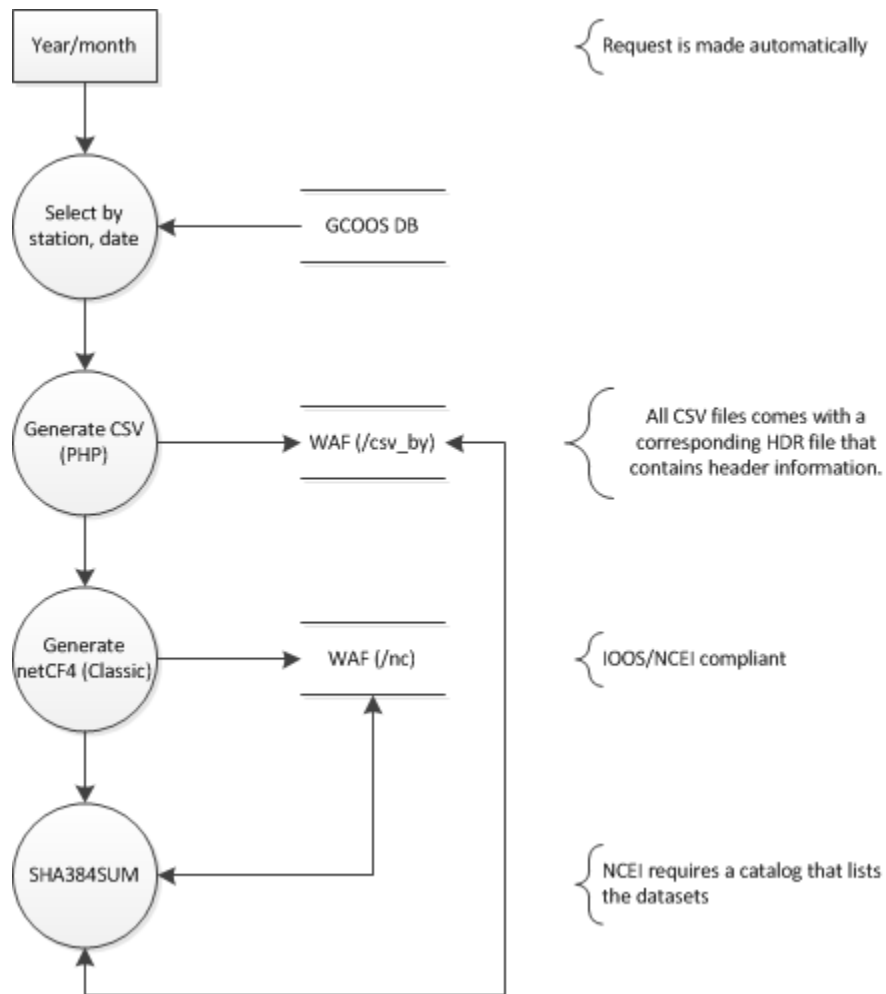 Year/month
Request is made automatically
Select by
station, date
GCOOS DB
Generate CSV
(PHP)
WAF (/csv_by)
All CSV files comes with a
corresponding HDR file that
contains header information.
Generate
netCF4 (Classic)
WAF (/nc)
IOOS/NCEI compliant
SHA384SUM
NCEI requires a catalog that lists
the datasets